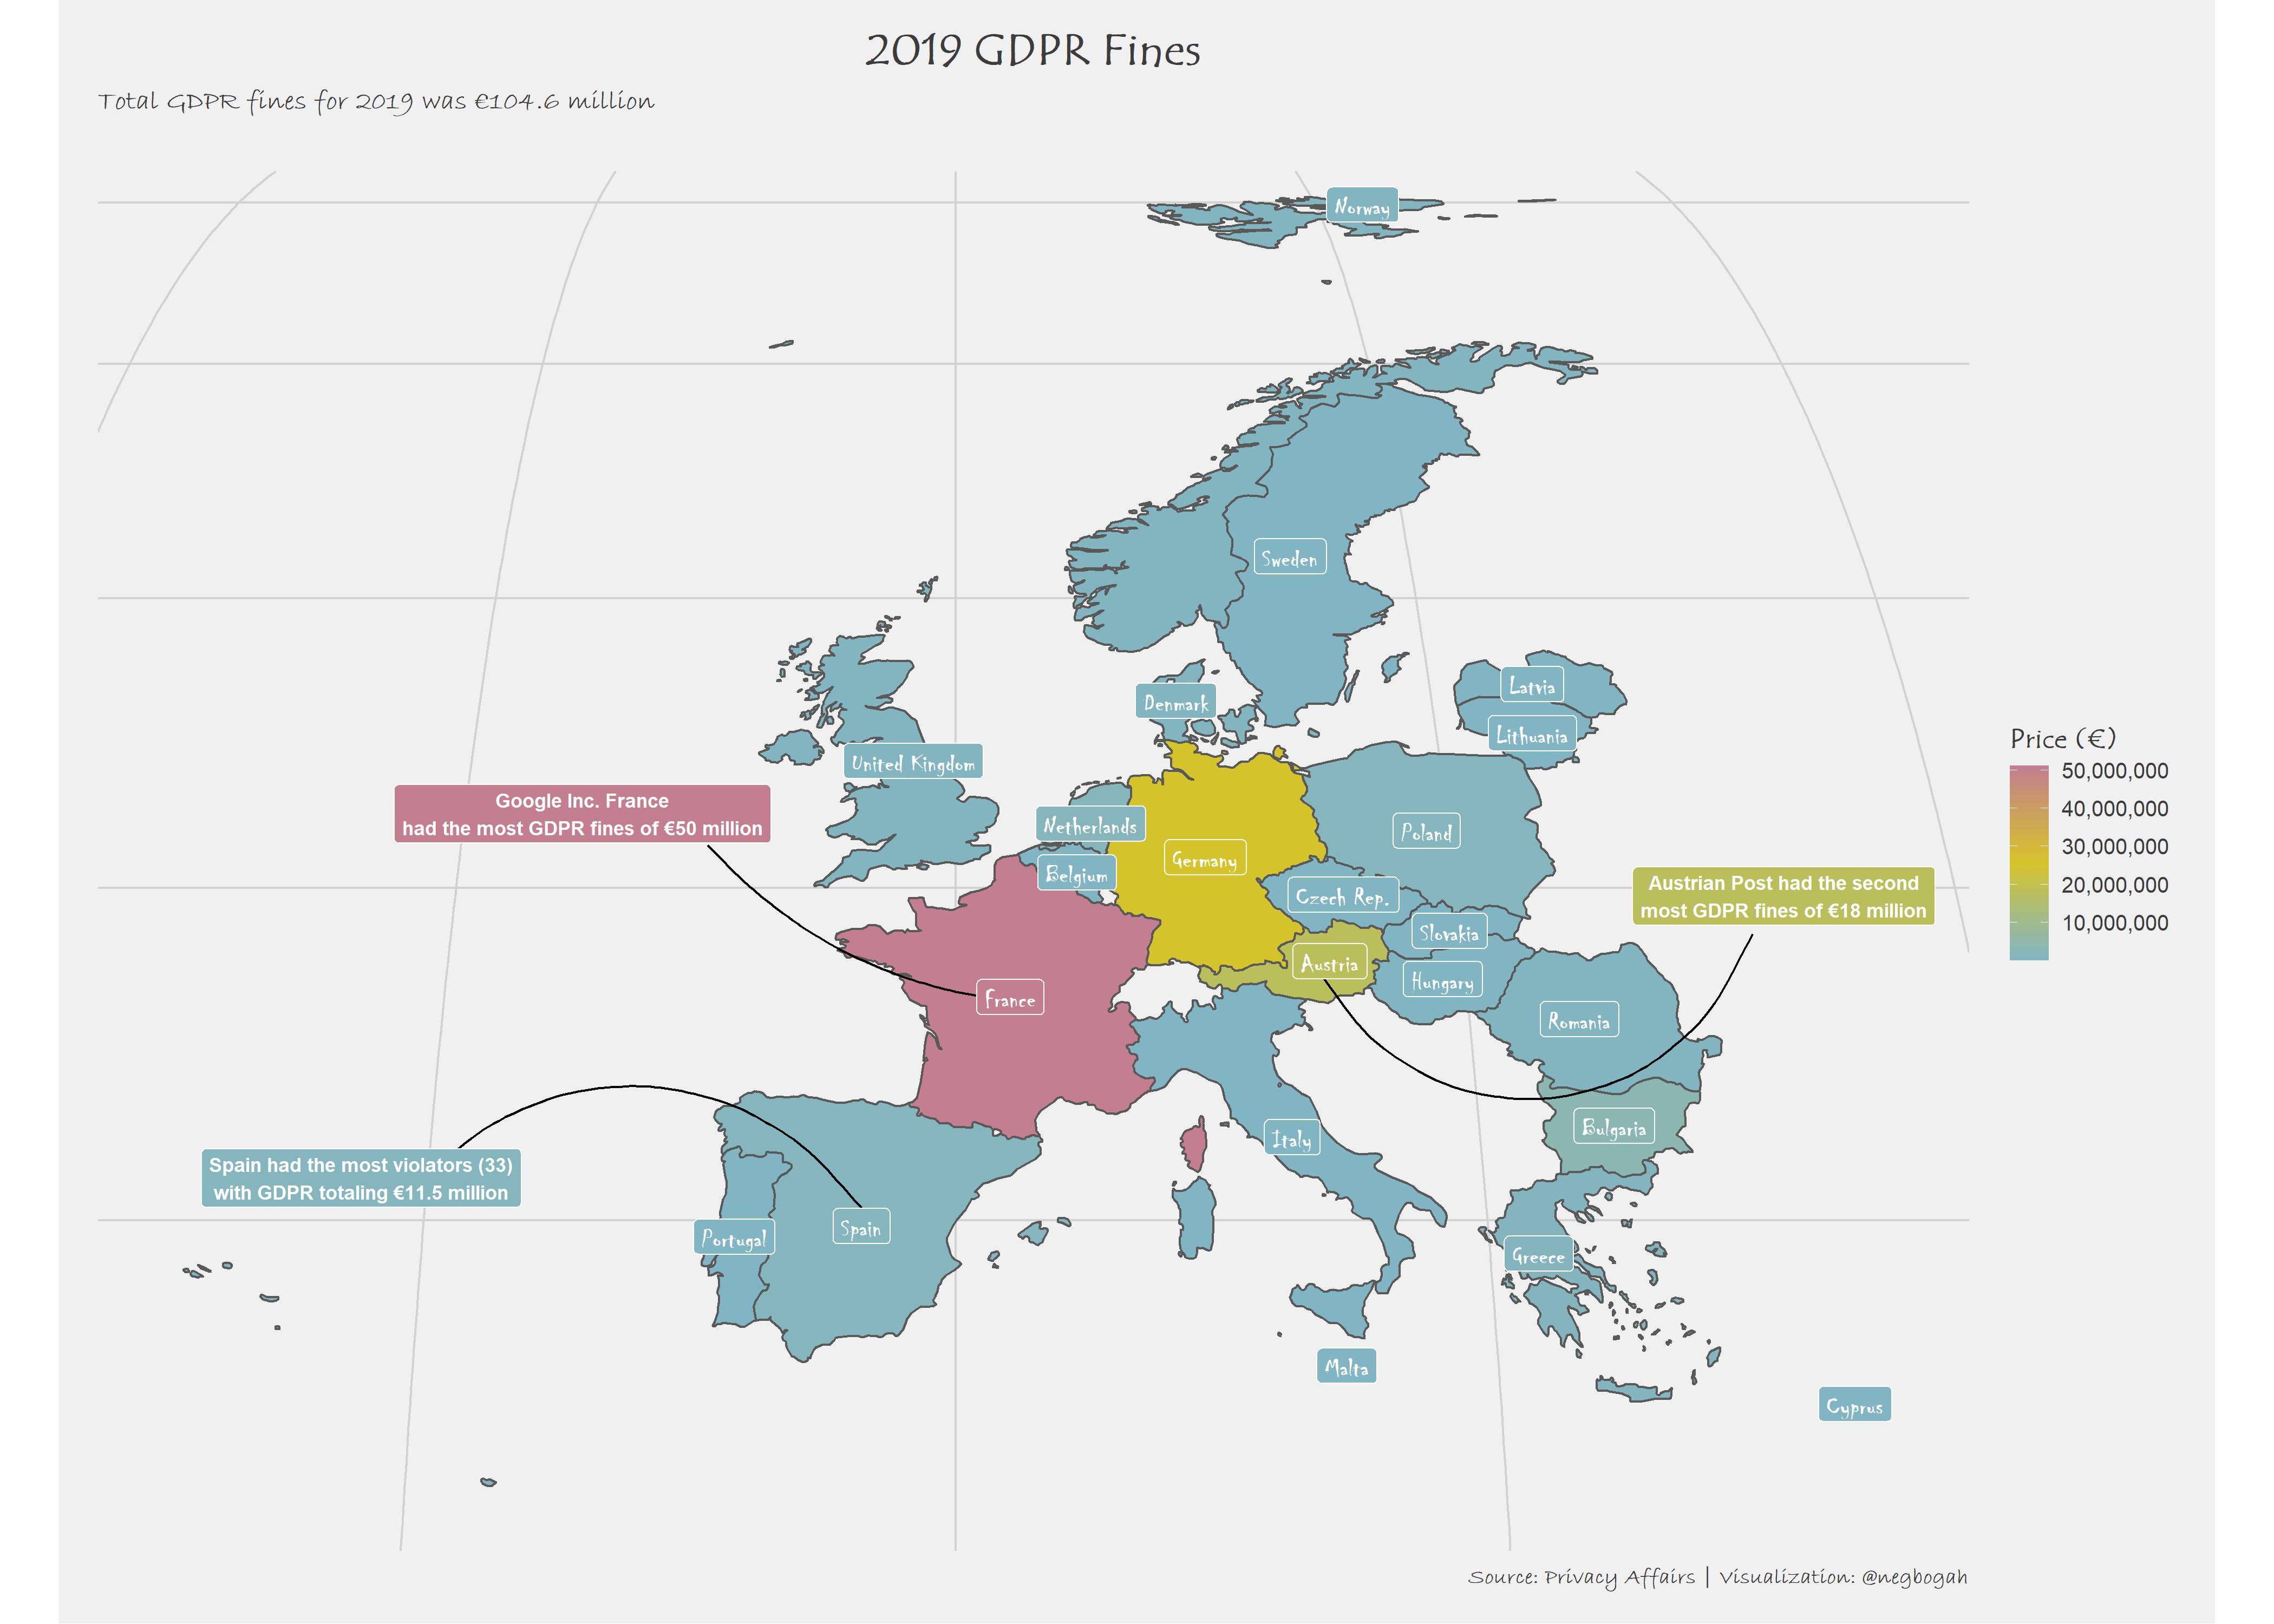 2019 GDPR Fines
Total GDPR fines for 2019 was €104.6 million
Norway
Sweden
Latvia
Denmark
Lithuania
United Kingdom
Price (€)
50,000,000
40,000,000
30,000,000
20,000,000
10,000,000
Google Inc. France
had the most GDPR fines of €50 million
Netherlands
Poland
Germany
Belgium
Czech Rep.
Austrian Post had the second
most GDPR fines of €18 million
Slovakia
Austria
Hungary
France
Romania
Bulgaria
Italy
Spain had the most violators (33)
with GDPR totaling €11.5 million
Portugal
Spain
Greece
Malta
Cyprus
Source: Privacy Affairs | Visualization: @negbogah